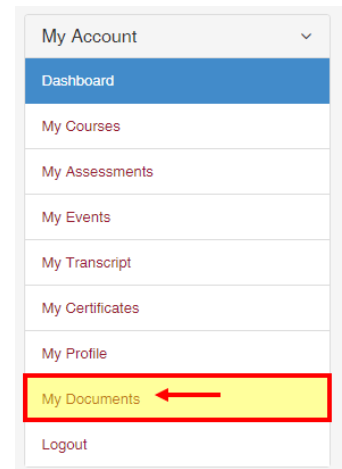 My Account
Dashboard
My Courses
My Assessments
My Events
My Transcript
My Certificates
My Profile
My Documents
Logout